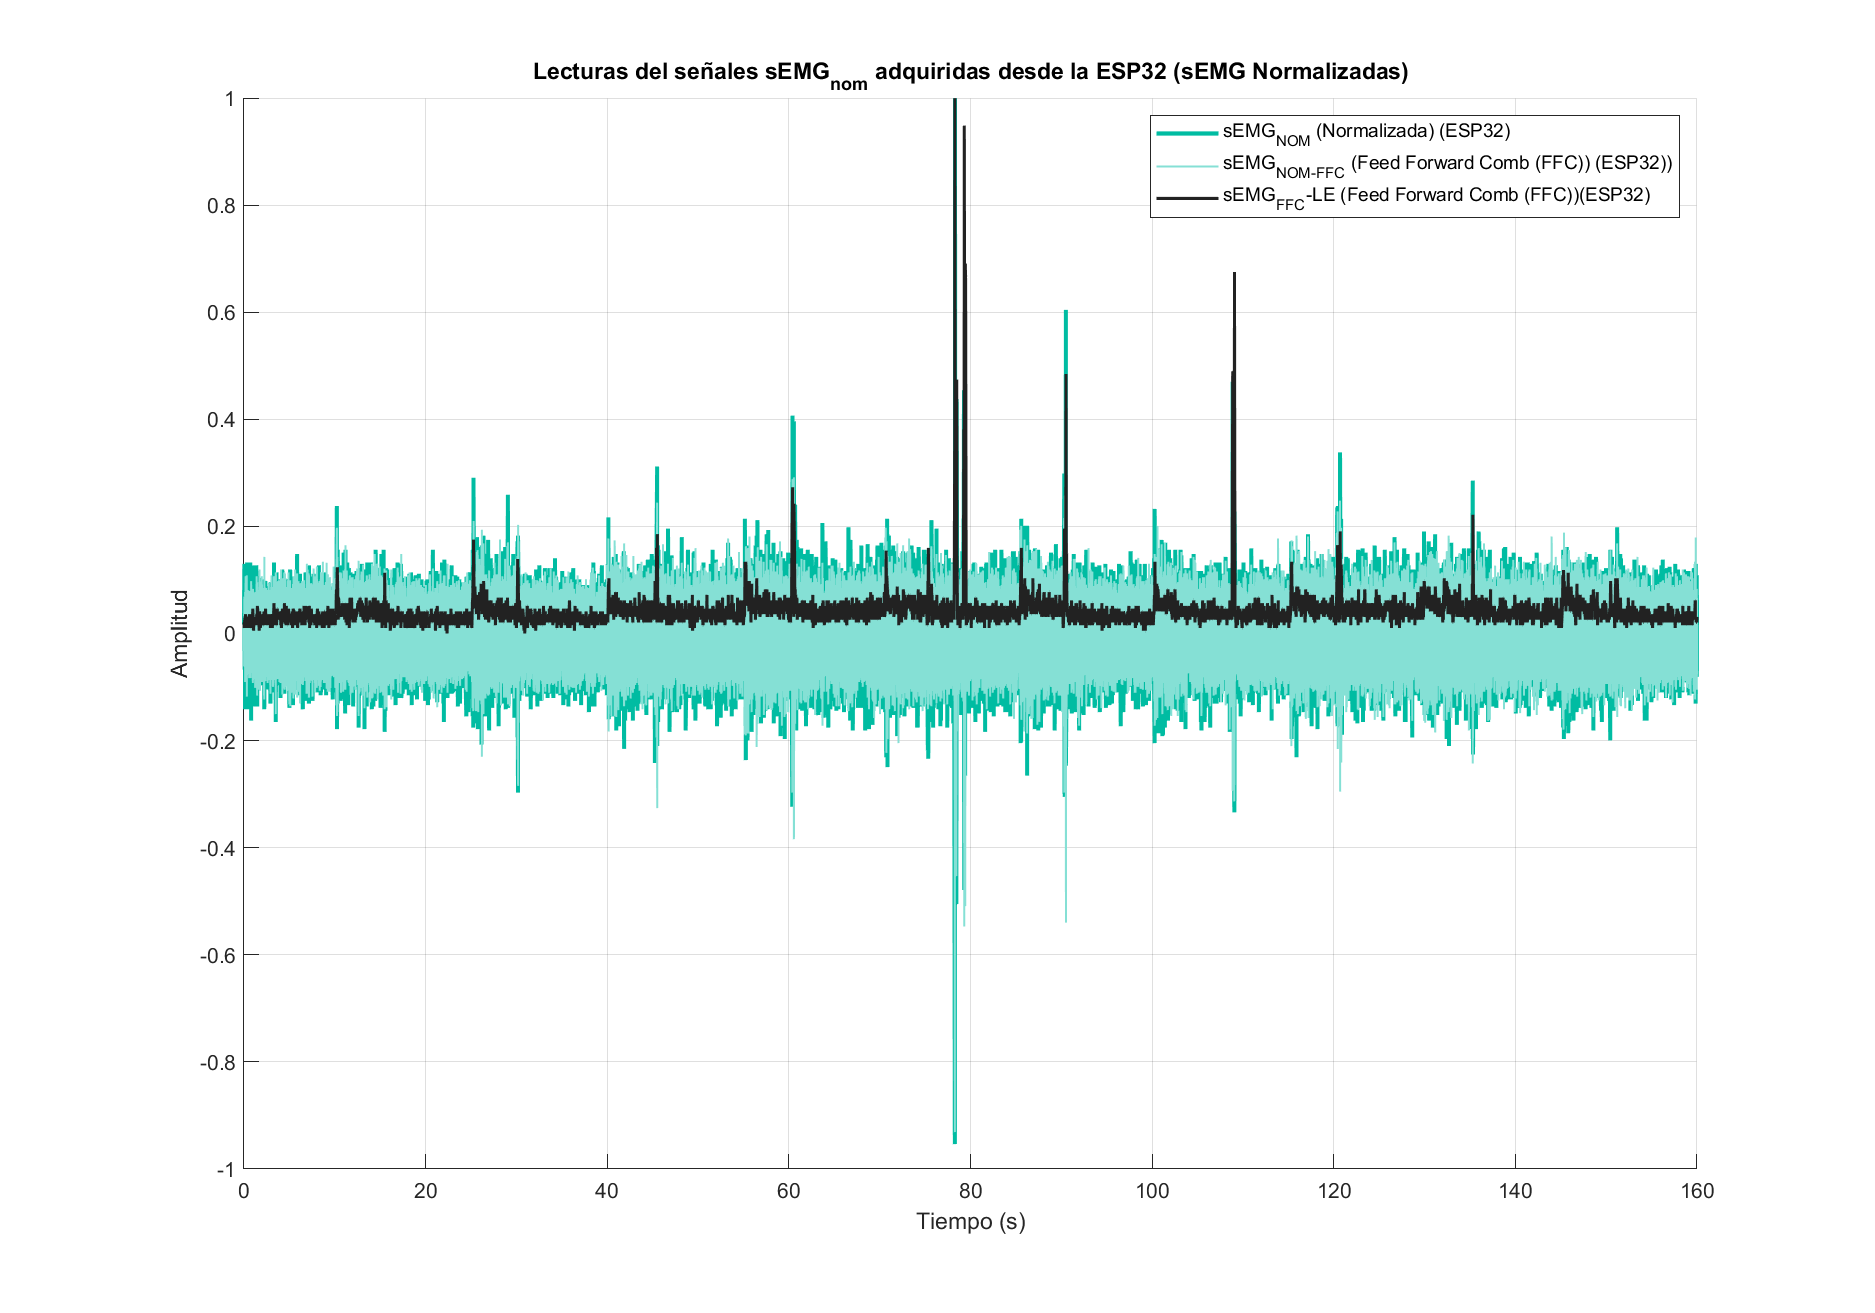 Lecturas del señales sEMGnom adquiridas desde la ESP32 (sEMG Normalizadas)
sEMGNOM (Normalizada) (ESP32)
sEMGNOM-FFC (Feed Forward Comb (FFC)) (ESP32))
sEMGFFC-LE (Feed Forward Comb (FFC))(ESP32)
1
0.8
0.6
0.4
0.2
0
-0.2
-0.4
-0.6
-0.8
-1
Amplitud
0 20 40 60 80 100 120 140 160
Tiempo (s)